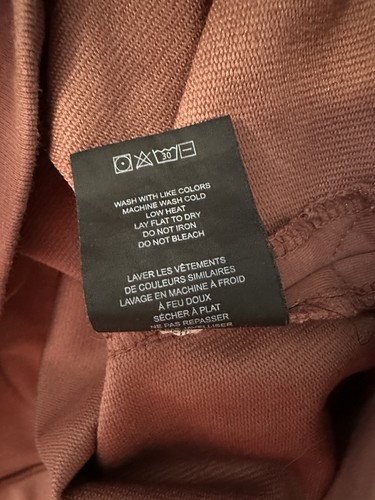 30
WASH WITH LIKE COLORS
MACHINE WASH COLD
LOW HEAT
LAY FLAT TO DRY
DO NOT IRON
DO NOT BLEACH
LAVER LES VÊTEMENTS
DE COULEURS SIMILAIRES
LAVAGE EN MACHINE À FROID
À FEU DOUX
SÉCHER À PLAT
NE PAS REPASSER